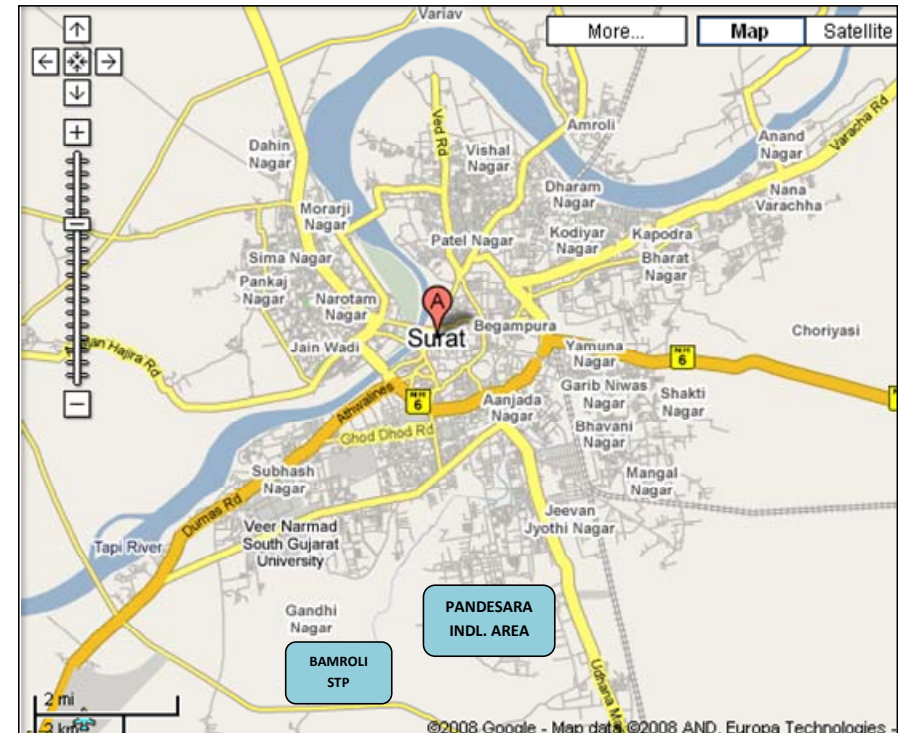 Variav
More...
Map
Satellite
Ved Rd
Amroli
Anand
Nagar
Varacha Rd
Dahin
Nagar
Vishal
Nagar
Dharam
Nagar
Nana
Varachha
Morarji
Nagar
Patel Nagar
Kodiyar
Nagar
Kapodra
Bharat
Nagar
Sima Nagar
Pankaj
Nagar
Narotam
Nagar
A
Surat
Begampura
Choriyasi
Hajira Rd
Jain Wadi
Yamuna
Nagar
NH
6
Athwalines
NH
6
Aanjada
Nagar
Garib Niwas
Nagar
Shakti
Nagar
Bhavani
Nagar
Ghod Dhod Rd
Subhash
Nagar
Mangal
Nagar
Dumas Rd
Veer Narmad
South Gujarat
University
Jeevan
Jyothi Nagar
Tapi River
Gandhi
Nagar
PANDESARA
INDL. AREA
BAMROLI
STP
Udhana
2 mi
2 km
©2008 Google - Map data ©2008 AND, Europa Technologies -